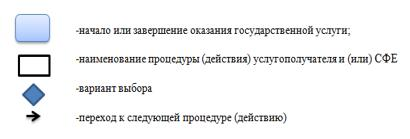 -начало или завершение оказания государственной услуги;
-наименование процедуры (действия) услугополучателя и (или) СФЕ
-вариант выбора
-переход к следующей процедуре (действию)